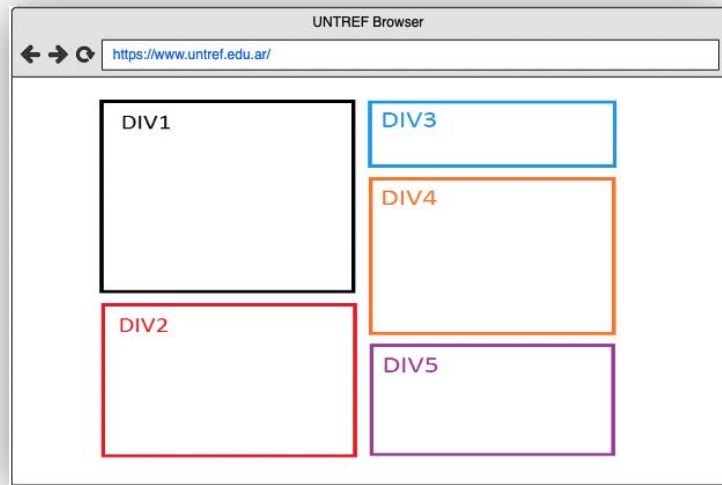 UNTREF Browser
https://www.untref.edu.ar/
DIV1
DIV2
DIV3
DIV4
DIV5